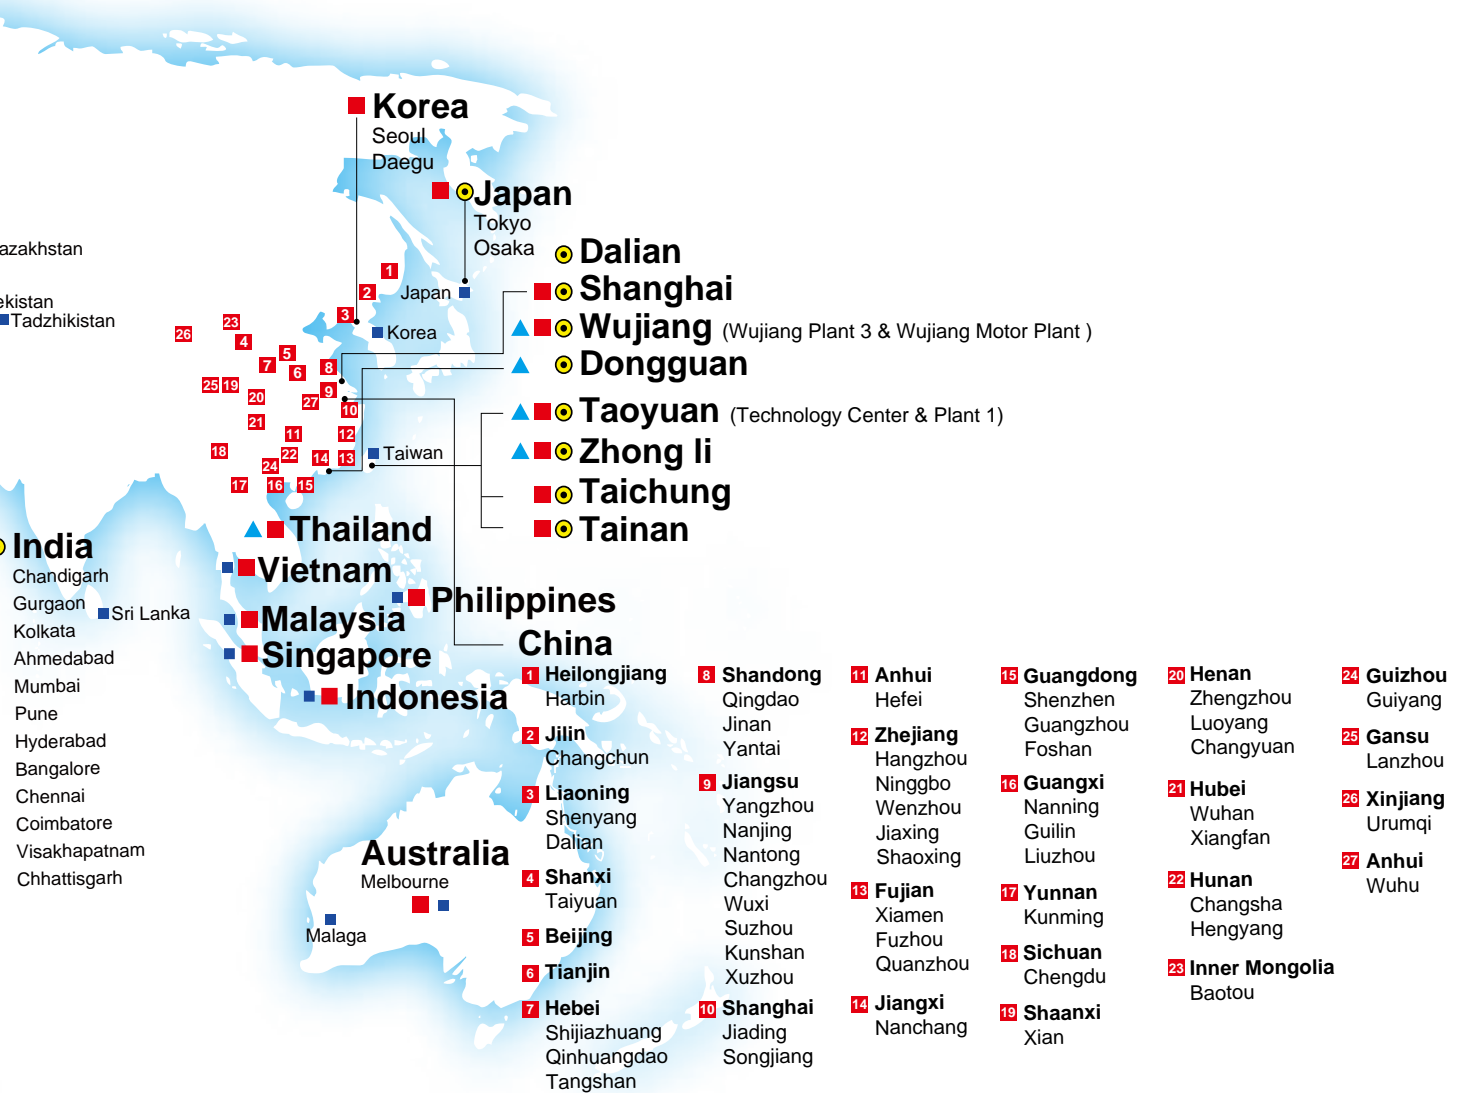 Korea
Seoul
Daegu
Japan
Tokyo
Osaka
azakhstan
ekistan
Tadzhikistan
1
2
3
Japan
Korea
26
23
4
5
7
6
8
25
19
20
27
9
10
21
11
12
18
22
24
14
13
17
16
15
Taiwan
Dalian
Shanghai
Wujiang (Wujiang Plant 3 & Wujiang Motor Plant )
Dongguan
Taoyuan (Technology Center & Plant 1)
Zhong li
Taichung
Tainan
Thailand
Vietnam
Philippines
Malaysia
Singapore
Indonesia
India
Chandigarh
Gurgaon
Kolkata
Ahmedabad
Mumbai
Pune
Hyderabad
Bangalore
Chennai
Coimbatore
Visakhapatnam
Chhattisgarh
Sri Lanka
Australia
Melbourne
Malaga
China
1 Heilongjiang
Harbin
2 Jilin
Changchun
3 Liaoning
Shenyang
Dalian
4 Shanxi
Taiyuan
5 Beijing
6 Tianjin
7 Hebei
Shijiazhuang
Qinhuangdao
Tangshan
8 Shandong
Qingdao
Jinan
Yantai
9 Jiangsu
Yangzhou
Nanjing
Nantong
Changzhou
Wuxi
Suzhou
Kunshan
Xuzhou
10 Shanghai
Jiading
Songjiang
11 Anhui
Hefei
12 Zhejiang
Hangzhou
Ninggbo
Wenzhou
Jiaxing
Shaoxing
13 Fujian
Xiamen
Fuzhou
Quanzhou
14 Jiangxi
Nanchang
15 Guangdong
Shenzhen
Guangzhou
Foshan
16 Guangxi
Nanning
Guilin
Liuzhou
17 Yunnan
Kunming
18 Sichuan
Chengdu
19 Shaanxi
Xian
20 Henan
Zhengzhou
Luoyang
Changyuan
21 Hubei
Wuhan
Xiangfan
22 Hunan
Changsha
Hengyang
23 Inner Mongolia
Baotou
24 Guizhou
Guiyang
25 Gansu
Lanzhou
26 Xinjiang
Urumqi
27 Anhui
Wuhu